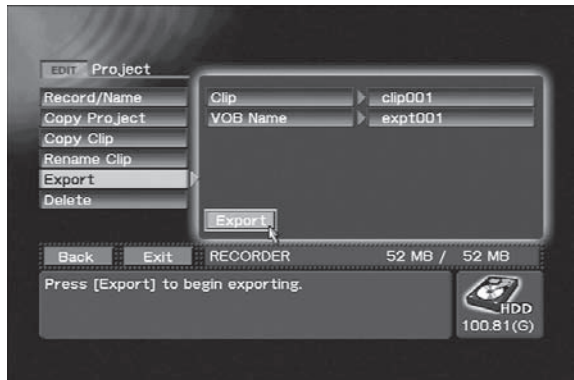 EDIT Project
Record/Name
Copy Project
Copy Clip
Rename Clip
Export
Delete
Clip clip001
VOB Name expt001
Export
Back Exit RECORDER 52 MB / 52 MB
Press [Export] to begin exporting.
HDD
100.81(G)